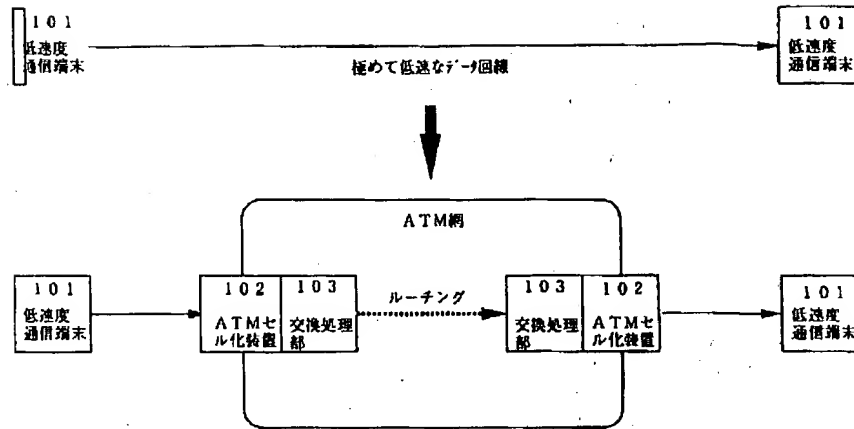 101
低速度
通信端末
極めて低速なデータ回線
101
低速度
通信端末
ATM網
101
低速度
通信端末
102
ATMセ
ル化装置
103
交換処理
部
ルーチング
103
交換処理
部
102
ATMセ
ル化装置
101
低速度
通信端末